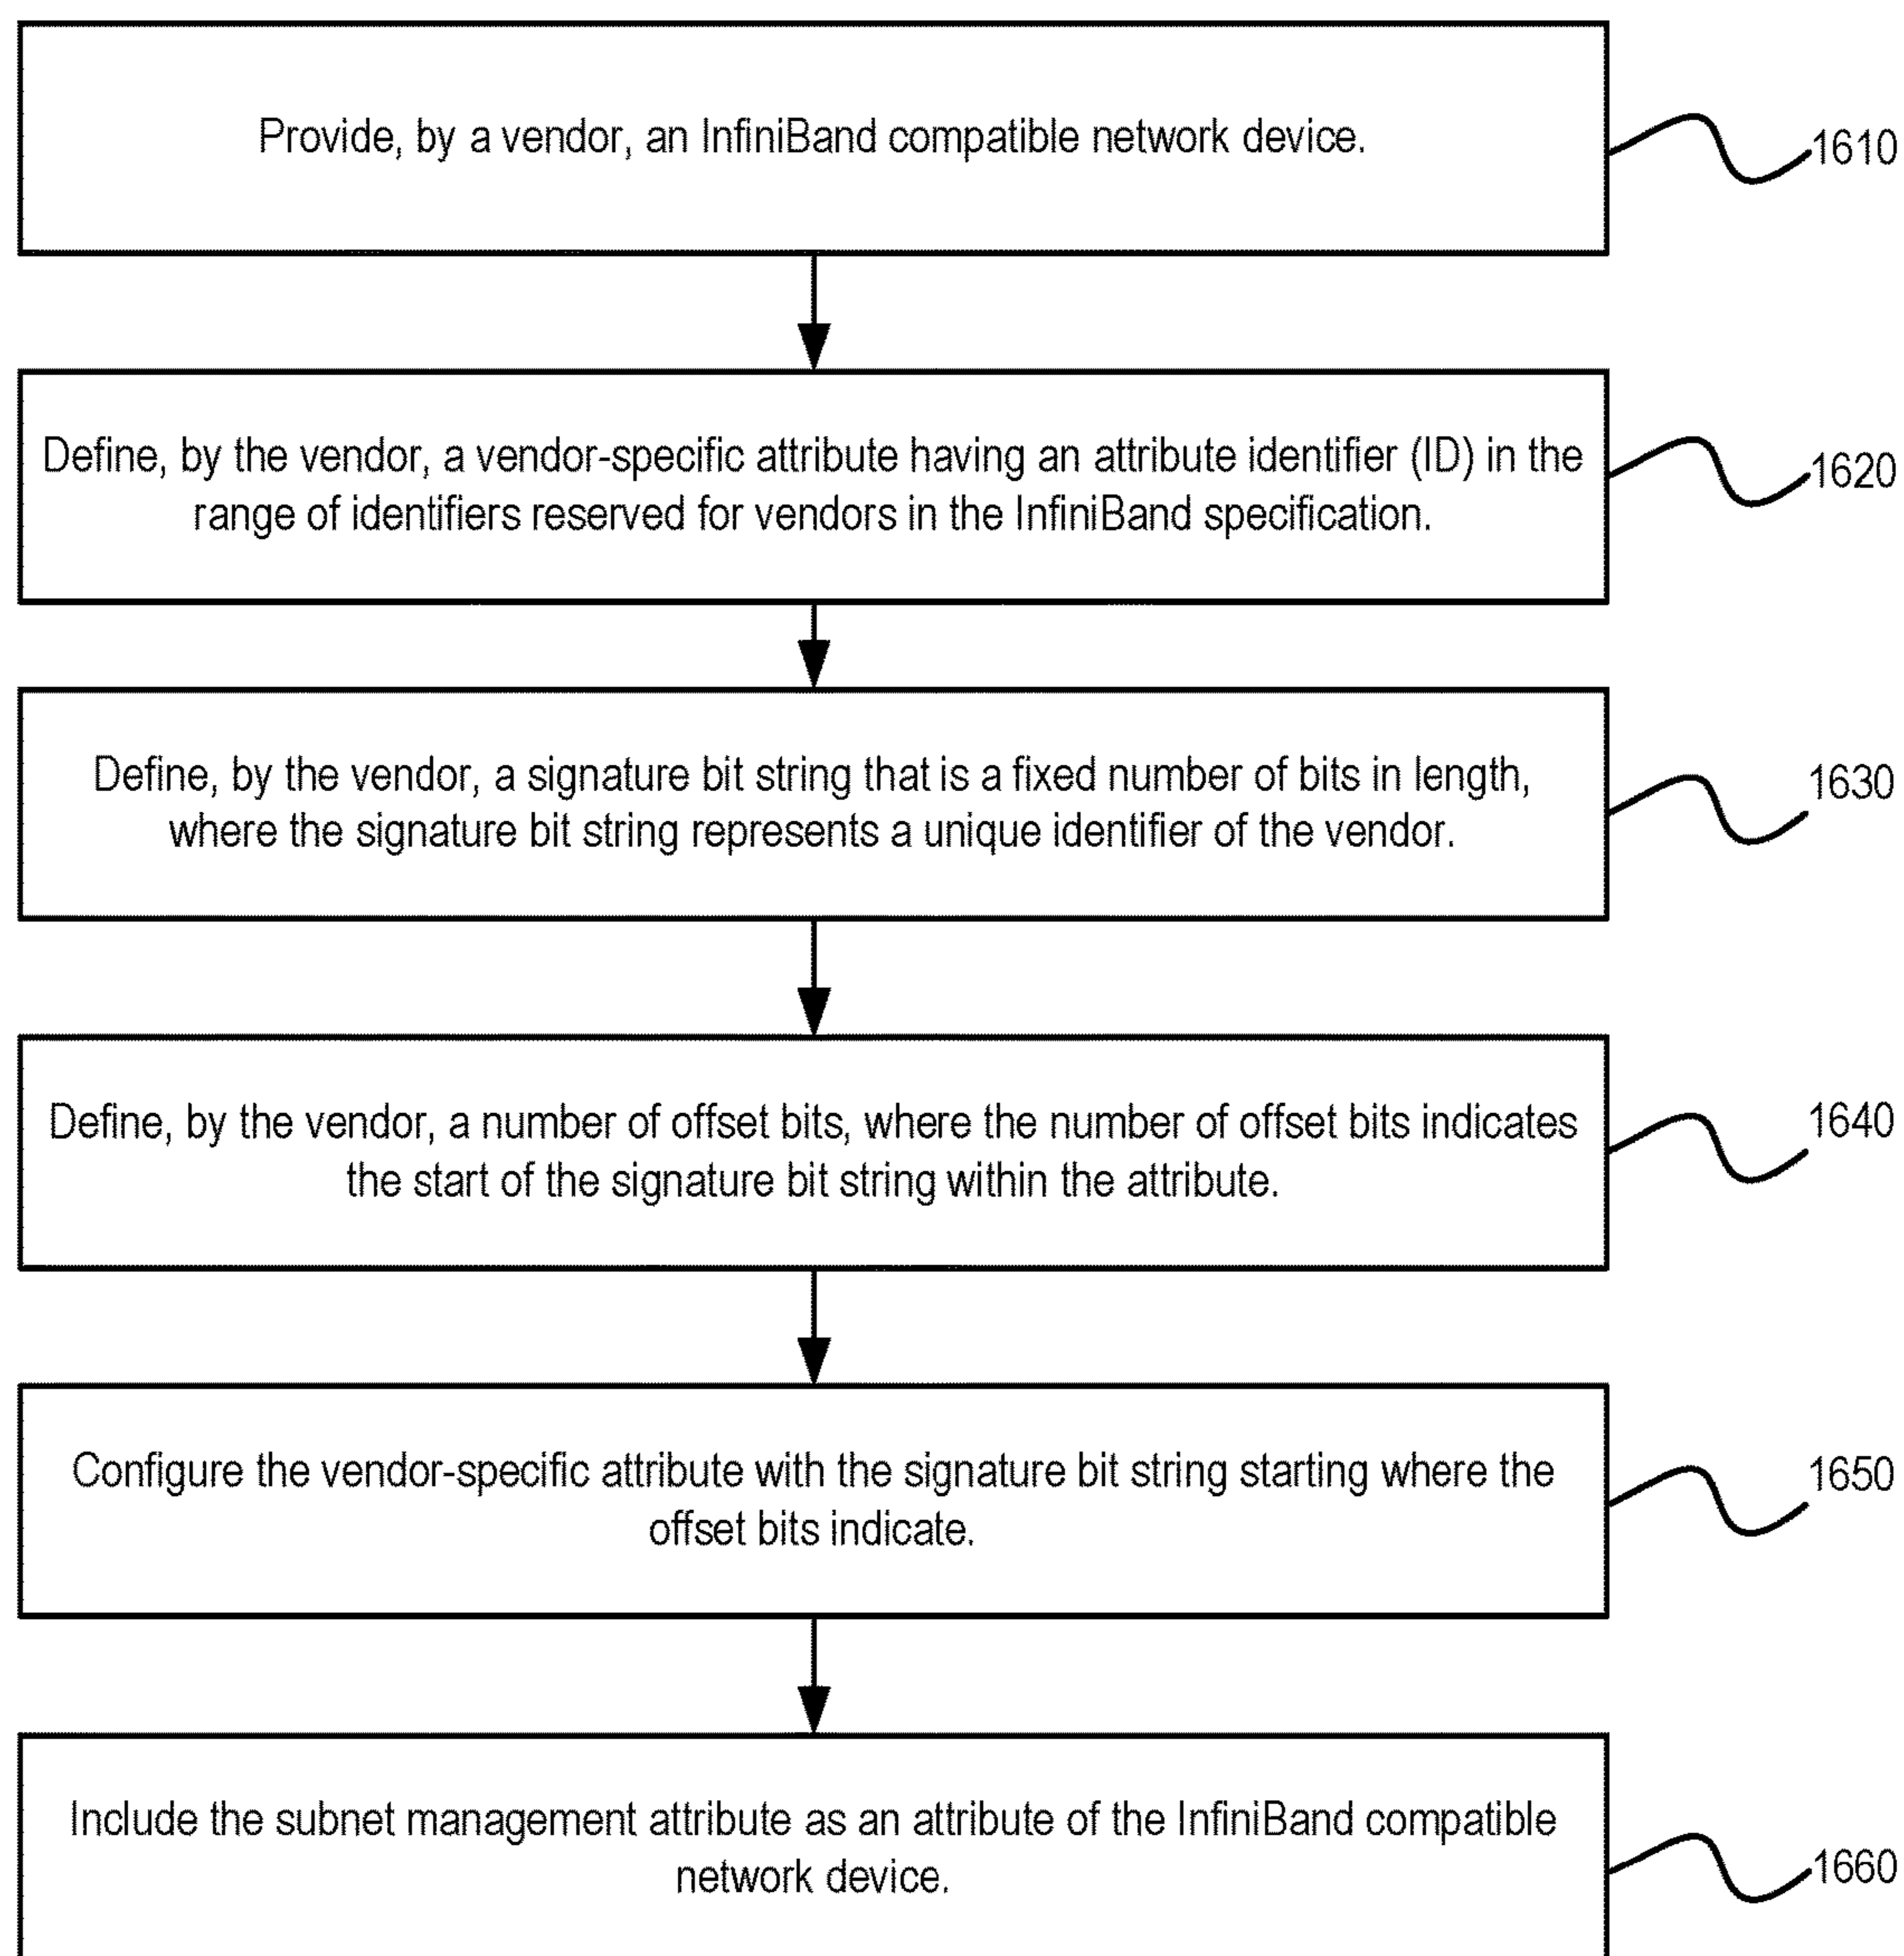 Provide, by a vendor, an InfiniBand compatible network device.
1610
Define, by the vendor, a vendor-specific attribute having an attribute identifier (ID) in the
range of identifiers reserved for vendors in the InfiniBand specification.
1620
Define, by the vendor, a signature bit string that is a fixed number of bits in length,
where the signature bit string represents a unique identifier of the vendor.
1630
Define, by the vendor, a number of offset bits, where the number of offset bits indicates
the start of the signature bit string within the attribute.
1640
Configure the vendor-specific attribute with the signature bit string starting where the
offset bits indicate.
1650
Include the subnet management attribute as an attribute of the InfiniBand compatible
network device.
1660